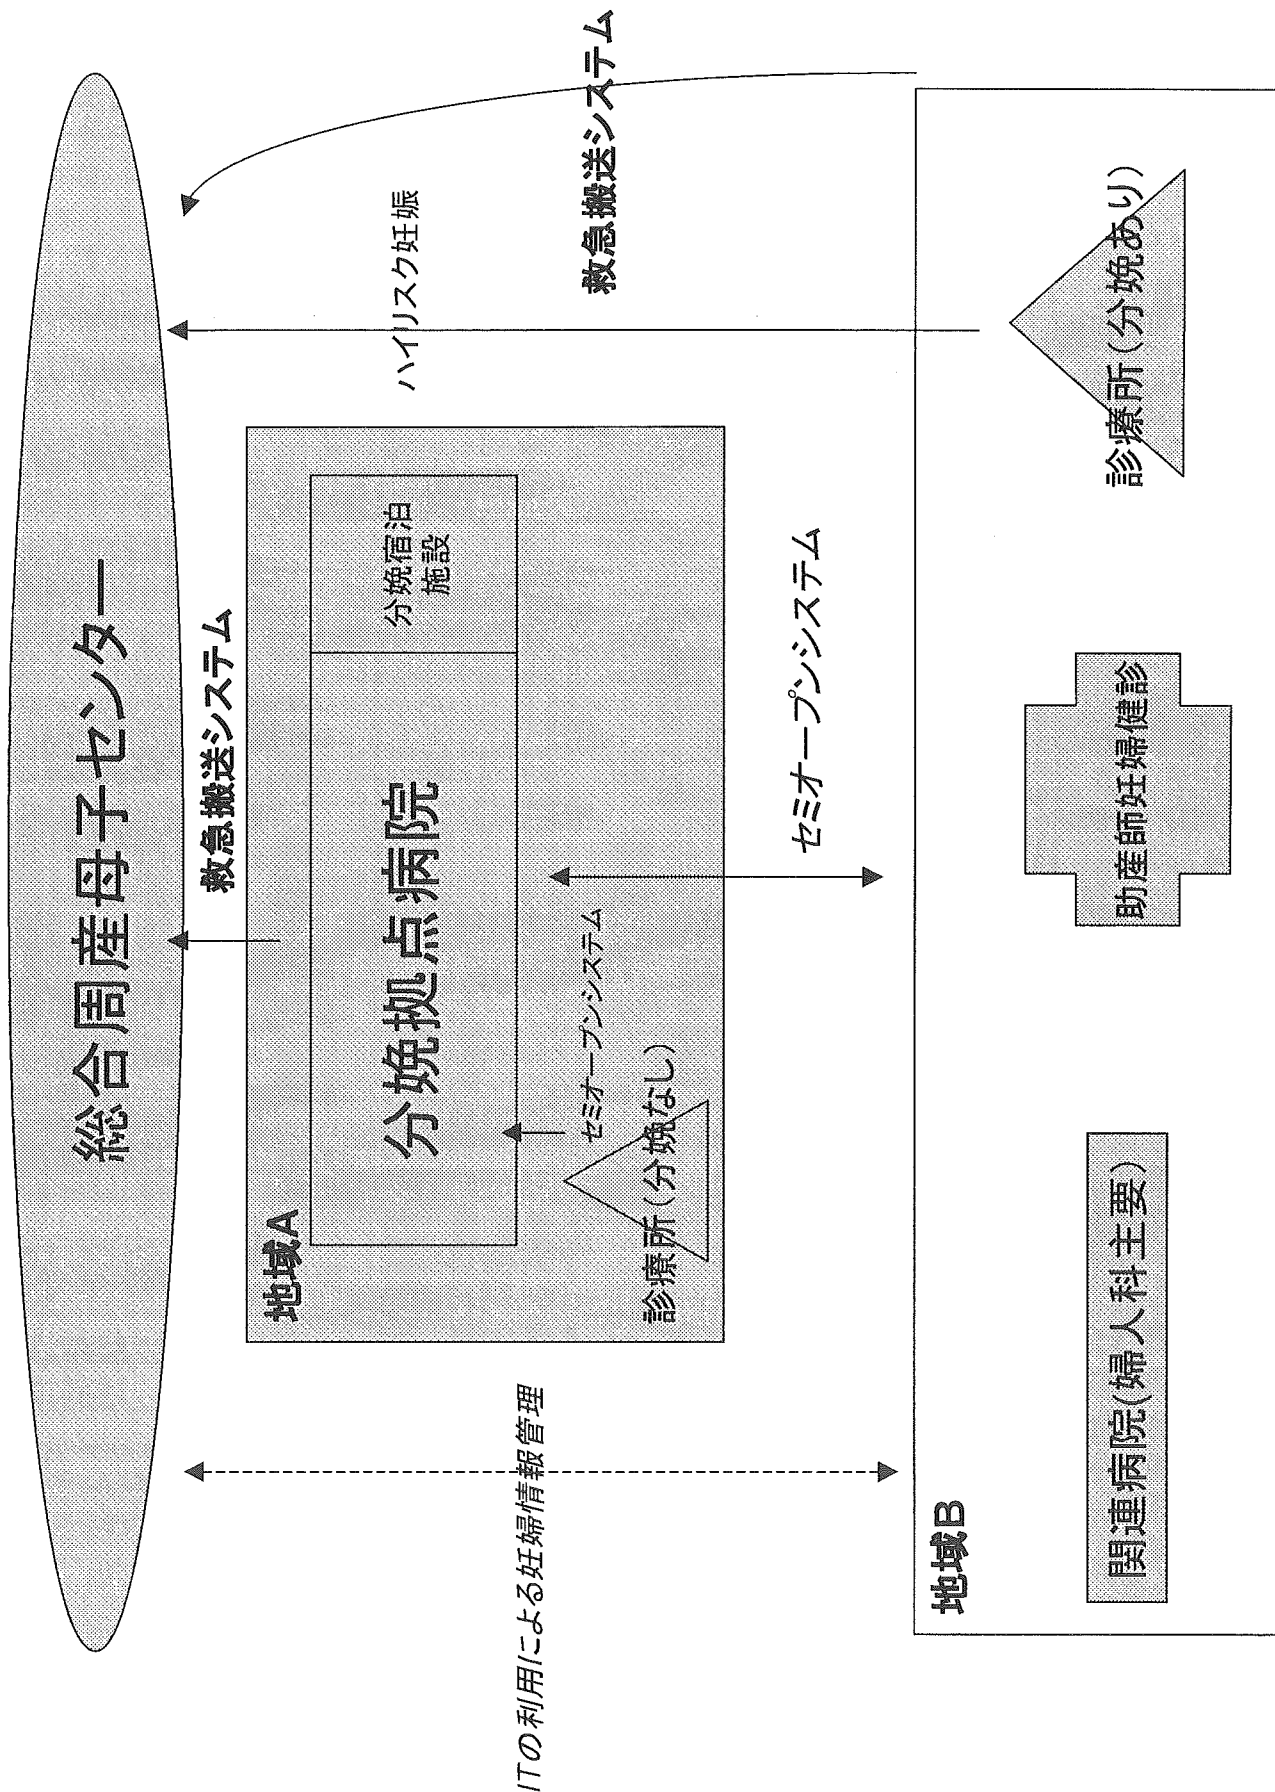 総合周産母子センター
救急搬送システム
ハイリスク妊娠
救急搬送システム
地域A
分娩拠点病院
分娩宿泊
施設
セミオープンシステム
診療所(分娩なし)
セミオープンシステム
ITの利用による妊婦情報管理
地域B
関連病院(婦人科主要)
助産師妊婦健診
診療所(分娩あり)